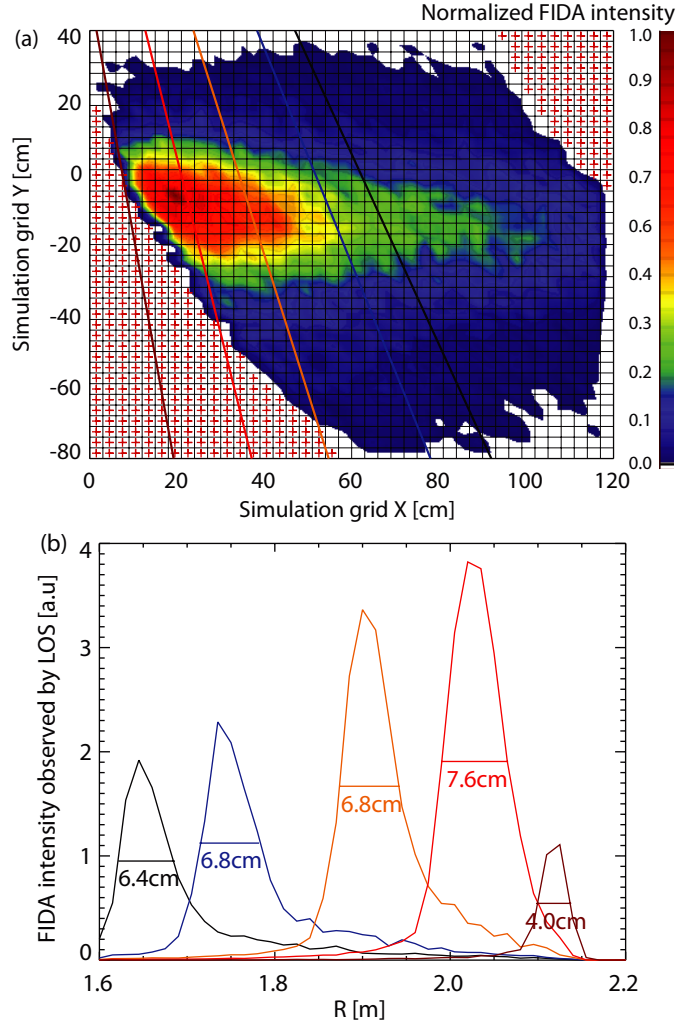 Normalized FIDA intensity
(a)
40
20
0
-20
-40
-60
-80
Simulation grid Y [cm]
0 20 40 60 80 100 120
Simulation grid X [cm]
1.0
0.9
0.8
0.7
0.6
0.5
0.4
0.3
0.2
0.1
0.0
(b)
4
3
2
1
0
FIDA intensity observed by LOS [a.u]
6.4cm
6.8cm
6.8cm
7.6cm
4.0cm
1.6 1.8 2.0 2.2
R [m]